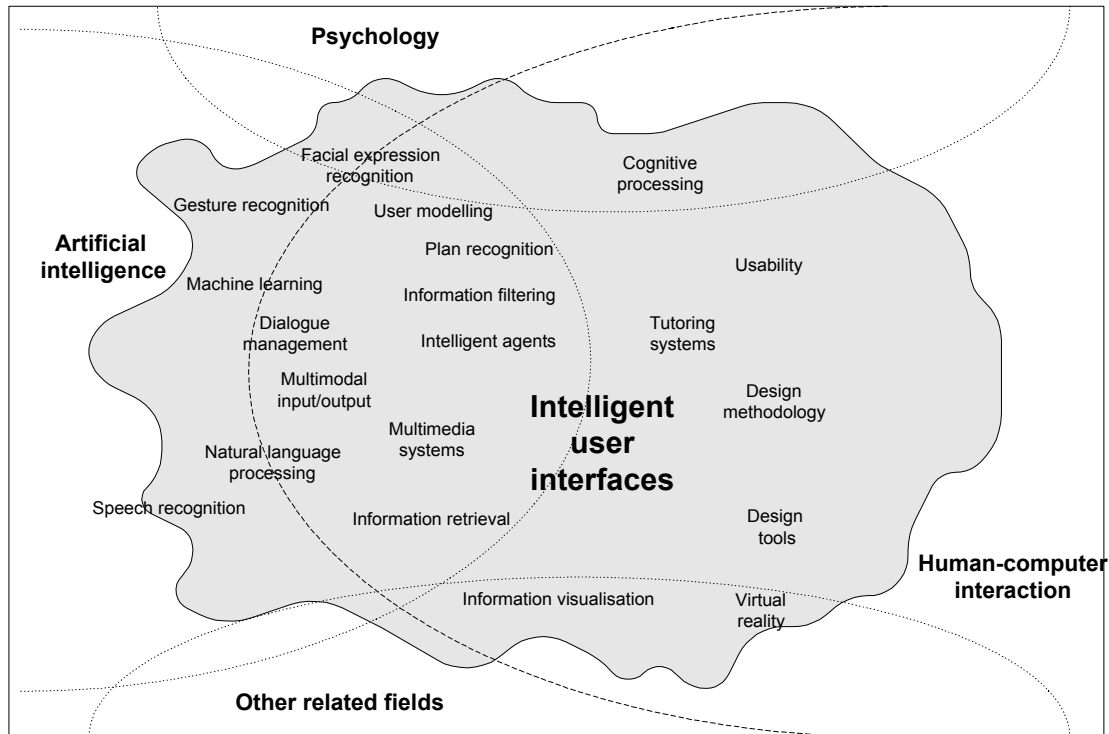 Psychology
Facial expression
recognition
Cognitive
processing
Gesture recognition
User modelling
Artificial
intelligence
Plan recognition
Usability
Machine learning
Information filtering
Dialogue
management
Intelligent agents
Tutoring
systems
Multimodal
input/output
Intelligent
user
interfaces
Design
methodology
Multimedia
systems
Natural language
processing
Speech recognition
Information retrieval
Design
tools
Human-computer
interaction
Information visualisation
Virtual
reality
Other related fields